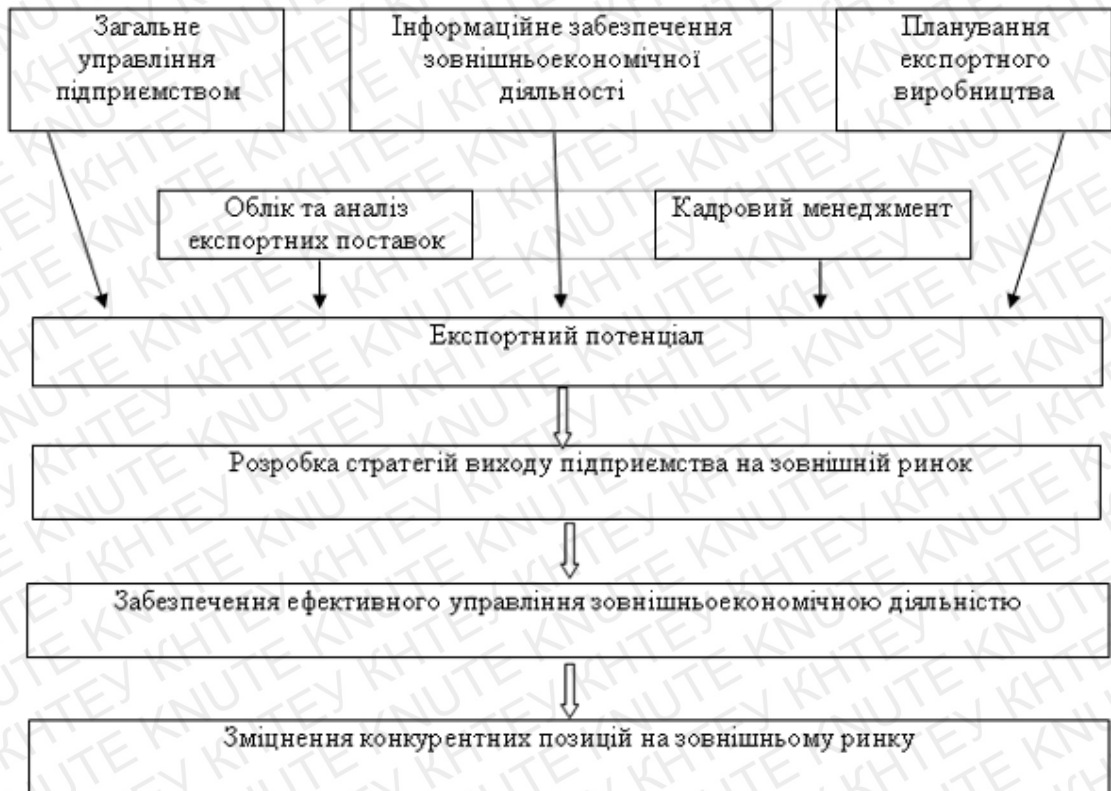 Загальне
управління
підприємством
Інформаційне забезпечення
зовнішньоекономічної
діяльності
Планування
експортного
виробництва
Облік та аналіз
експортних поставок
Кадровий менеджмент
Експортний потенціал
Розробка стратегій виходу підприємства на зовнішній ринок
Забезпечення ефективного управління зовнішньоекономічною діяльністю
Зміцнення конкурентних позицій на зовнішньому ринку